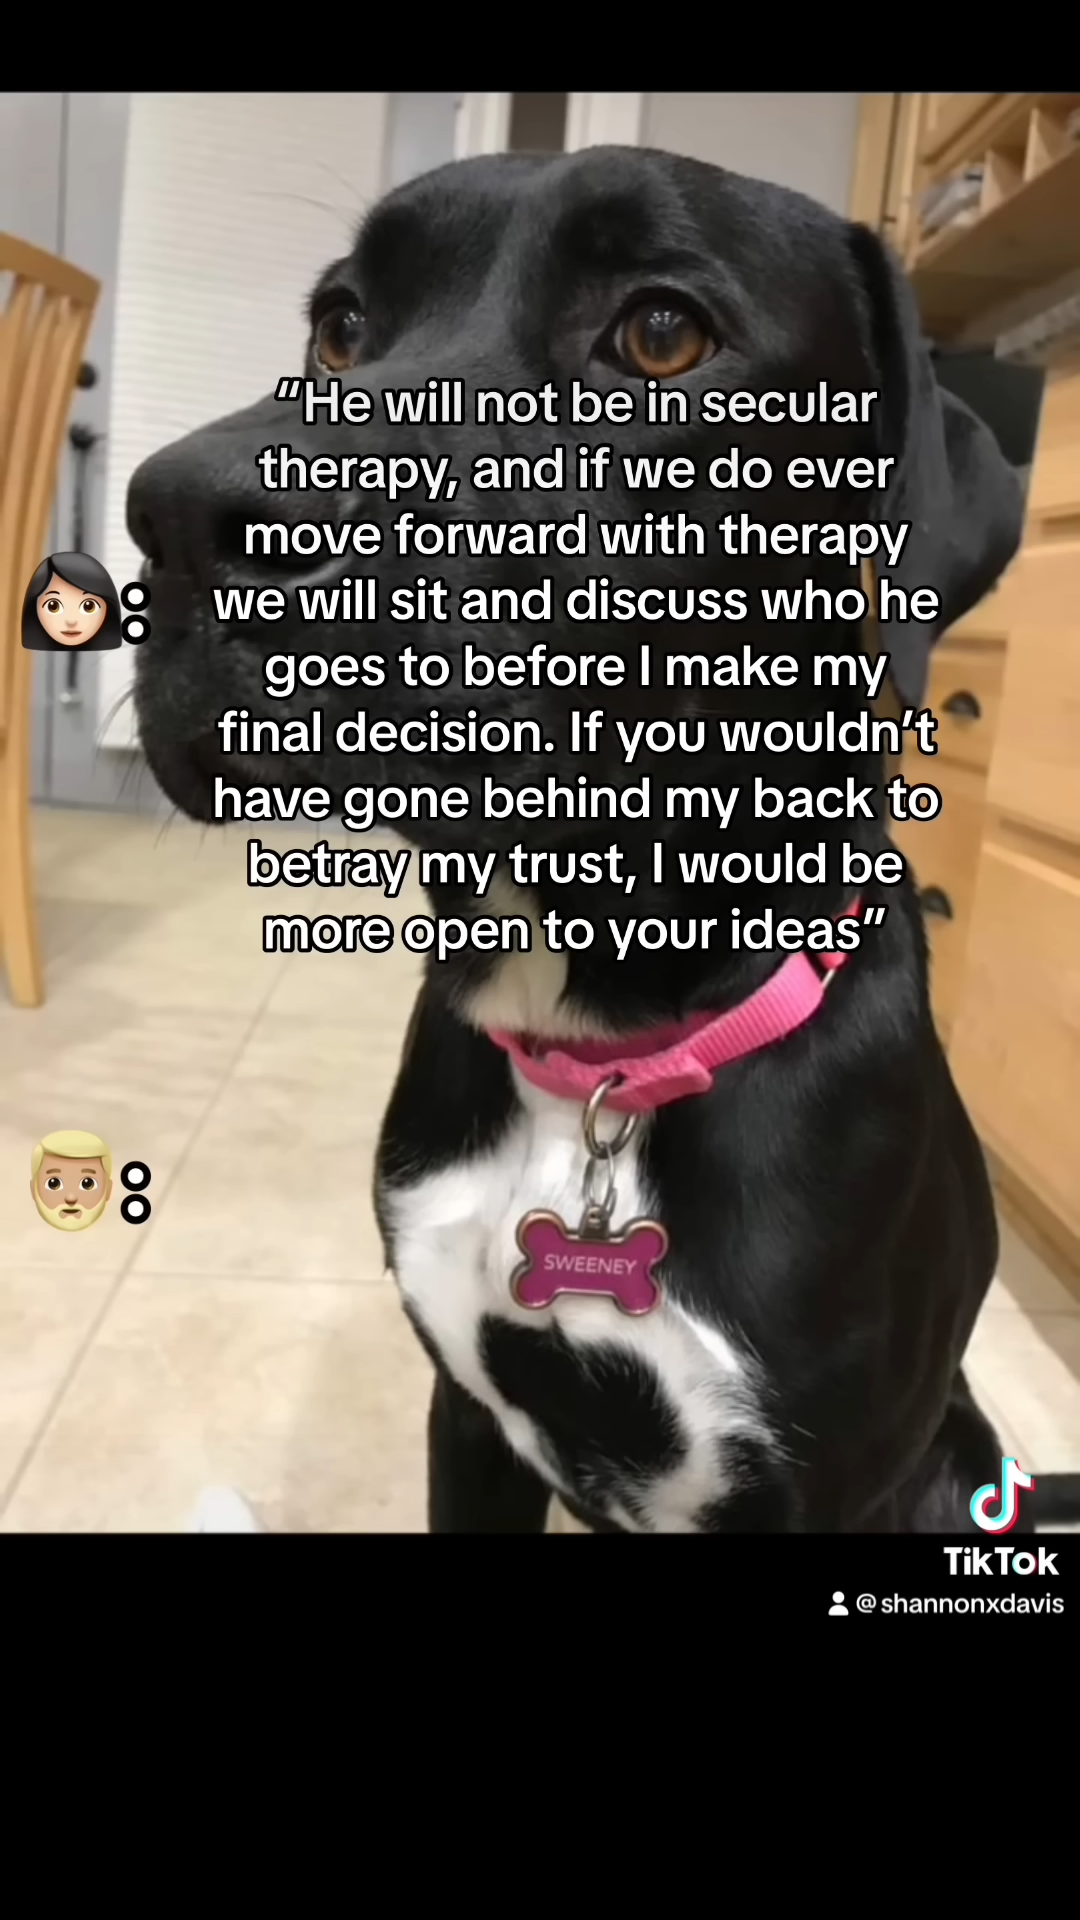 “He will not be in secular
therapy, and if we do ever
move forward with therapy
we will sit and discuss who he
goes to before I make my
final decision. If you wouldn’t
have gone behind my back to
betray my trust, I would be
more open to your ideas”
SWEENEY
TikTok
@shannonxdavis